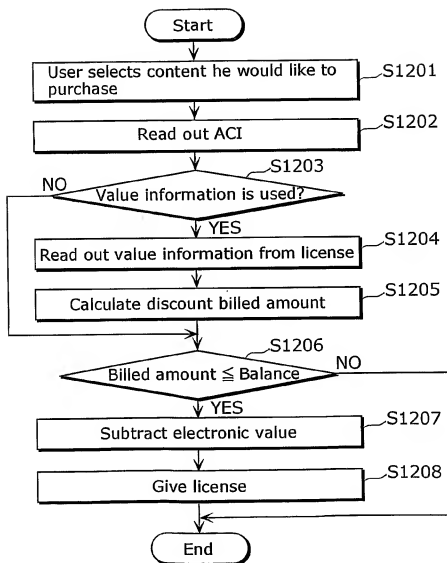 Start
User selects content he would like to
purchase
S1201
Read out ACI
S1202
S1203
NO
Value information is used?
YES
S1204
Read out value information from license
S1205
Calculate discount billed amount
S1206
NO
Billed amount ≦ Balance
YES
S1207
Subtract electronic value
S1208
Give license
End